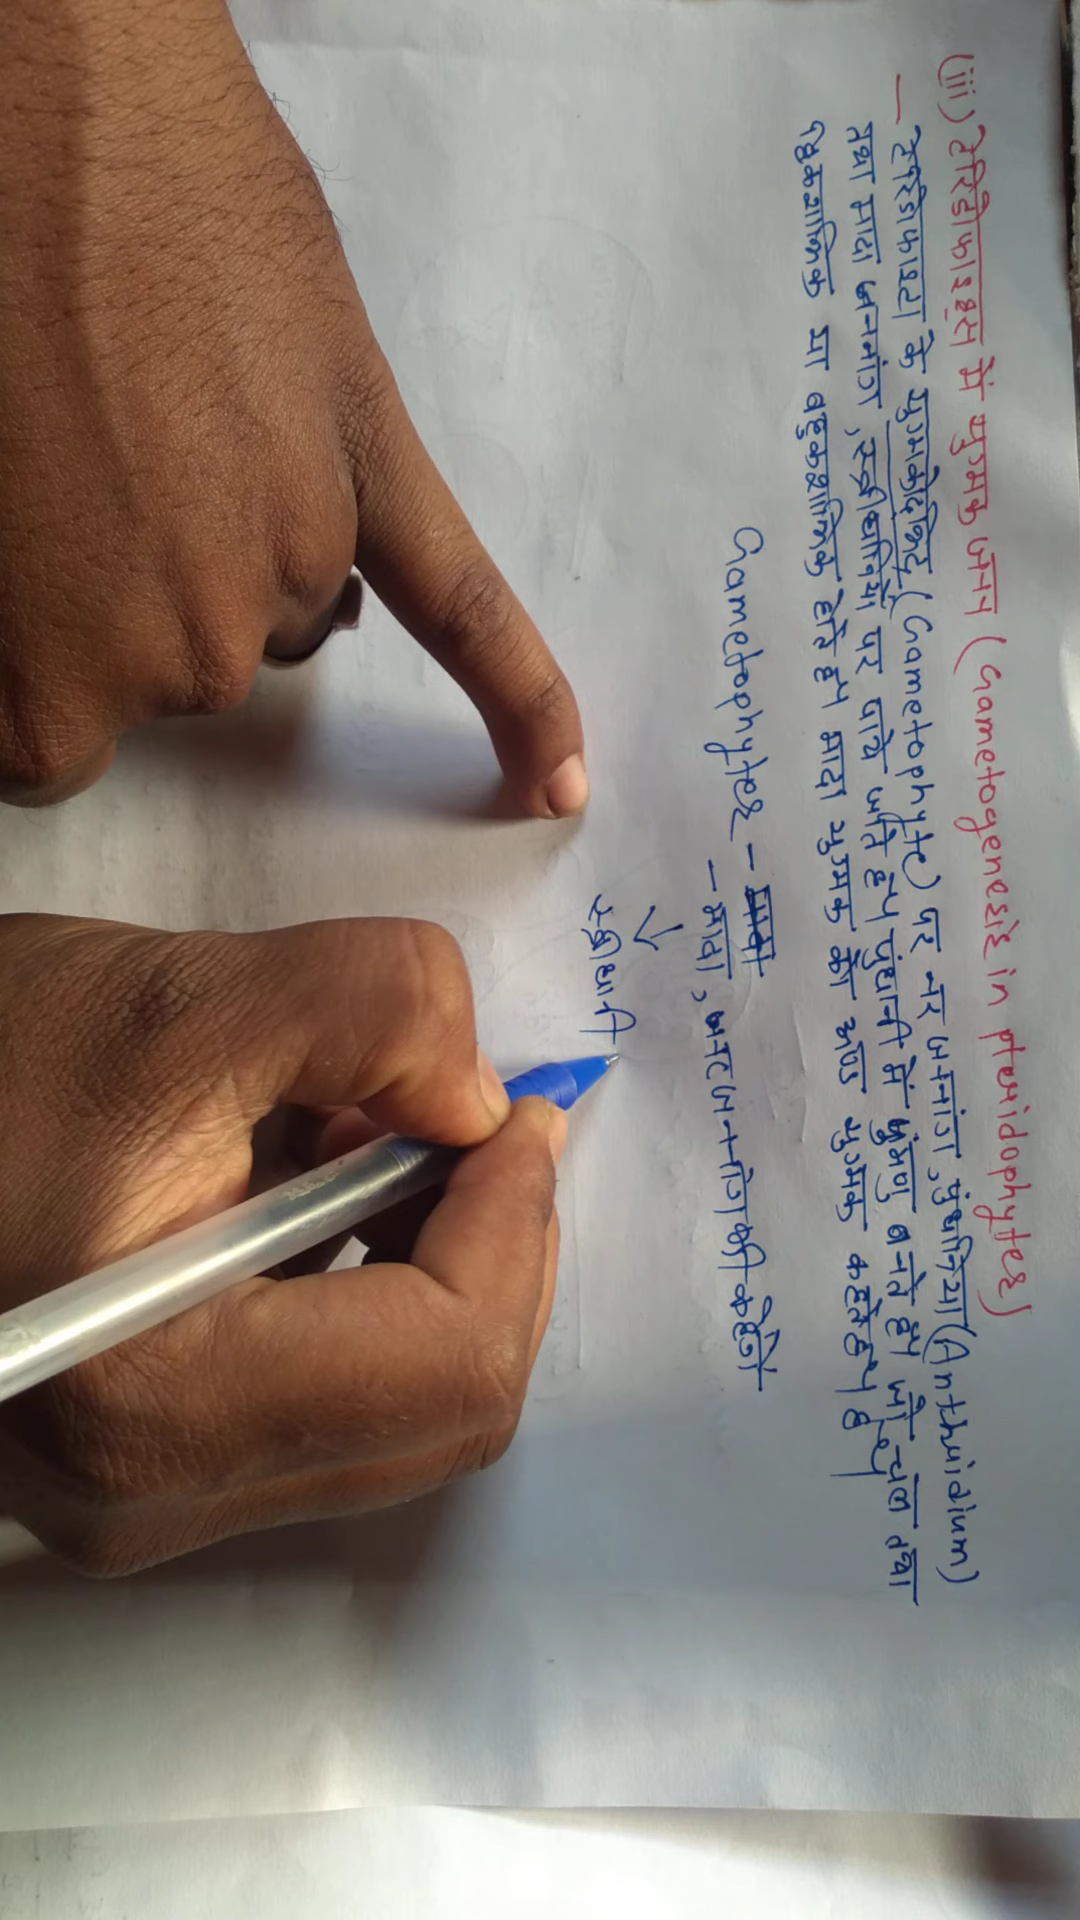 (iii) टेरिडोफाइट्स में युग्मक जनन (Gametogenesis in pteridophytes)
— टेरिडोफाइटा के युग्मकोद्भिद् (Gametophyte) पर नर जननांग, पुंधानियां (Antheridium)
तथा मादा जननांग, स्त्रीधानियों पर पाये जाते है। पुंधानी में पुंमणु बनते है। जो चल तथा
एककशाभिक या बहुकशाभिक होते है। मादा युग्मक को अण्ड युग्मक कहते है। है।
Gametophytes -
- मादा, जनन की कहेंगे
↓
स्त्रीधानी